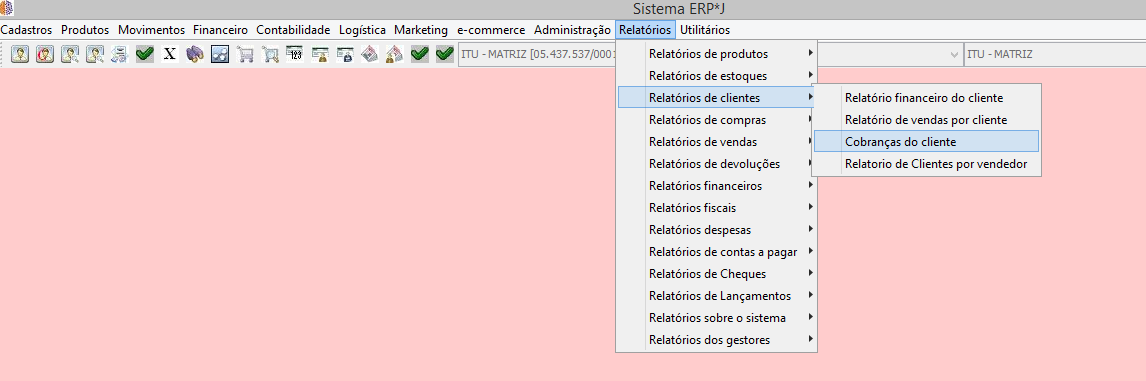 Sistema ERP*J
Cadastros Produtos Movimentos Financeiro Contabilidade Logística Marketing e-commerce Administração Relatórios Utilitários
X 123 ITU - MATRIZ [05.437.537/0001 ITU - MATRIZ
Relatórios de produtos
Relatórios de estoques
Relatórios de clientes
Relatório financeiro do cliente
Relatórios de compras
Relatório de vendas por cliente
Relatórios de vendas
Cobranças do cliente
Relatórios de devoluções
Relatorio de Clientes por vendedor
Relatórios financeiros
Relatórios fiscais
Relatórios despesas
Relatórios de contas a pagar
Relatórios de Cheques
Relatórios de Lançamentos
Relatórios sobre o sistema
Relatórios dos gestores